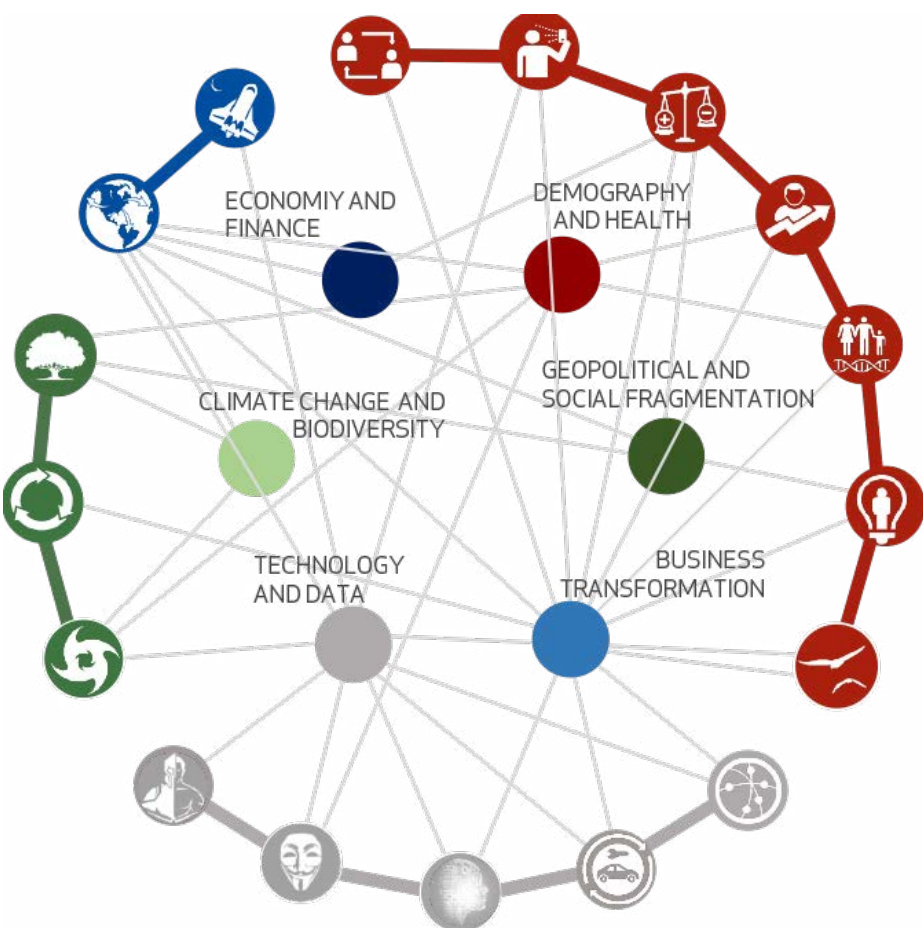 ECONOMIY AND
FINANCE
DEMOGRAPHY
AND HEALTH
CLIMATE CHANGE AND
BIODIVERSITY
GEOPOLITICAL AND
SOCIAL FRAGMENTATION
TECHNOLOGY
AND DATA
BUSINESS
TRANSFORMATION